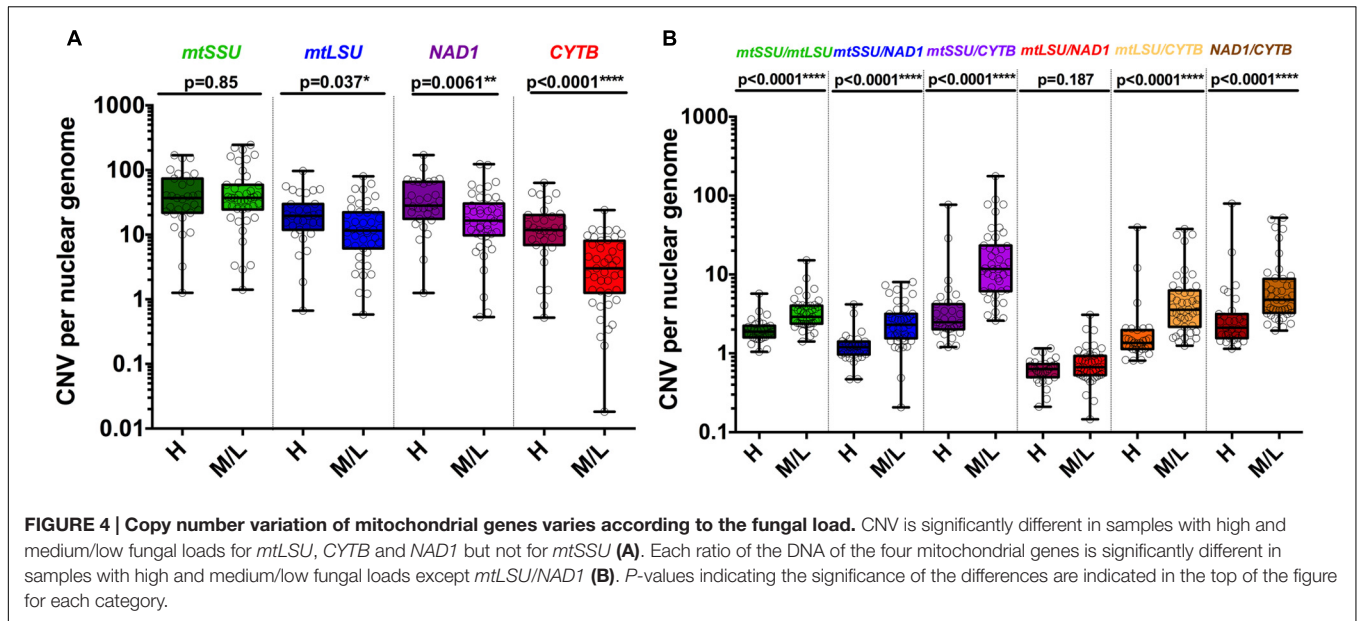 A
mtSSU mtLSU NAD1 CYTB
p=0.85 p=0.037* p=0.0061** p<0.0001****
CNV per nuclear genome
1000
100
10
1
0.1
0.01
H M/L H M/L H M/L H M/L
B
mtSSU/mtLSU mtSSU/NAD1 mtSSU/CYTB mtLSU/NAD1 mtLSU/CYTB NAD1/CYTB
p<0.0001**** p<0.0001**** p<0.0001**** p=0.187 p<0.0001**** p<0.0001****
CNV per nuclear genome
1000
100
10
1
0.1
H M/L H M/L H M/L H M/L H M/L H M/L
FIGURE 4 | Copy number variation of mitochondrial genes varies according to the fungal load. CNV is significantly different in samples with high and
medium/low fungal loads for mtLSU, CYTB and NAD1 but not for mtSSU (A). Each ratio of the DNA of the four mitochondrial genes is significantly different in
samples with high and medium/low fungal loads except mtLSU/NAD1 (B). P-values indicating the significance of the differences are indicated in the top of the figure
for each category.